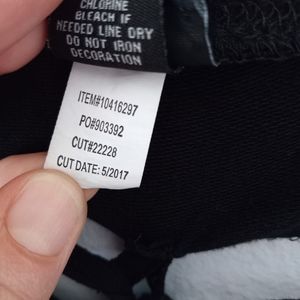 CHLORINE
BLEACH IF
NEEDED LINE DRY
DO NOT IRON
DECORATION
ITEM#10416297
PO#903392
CUT#22228
CUT DATE: 5/2017